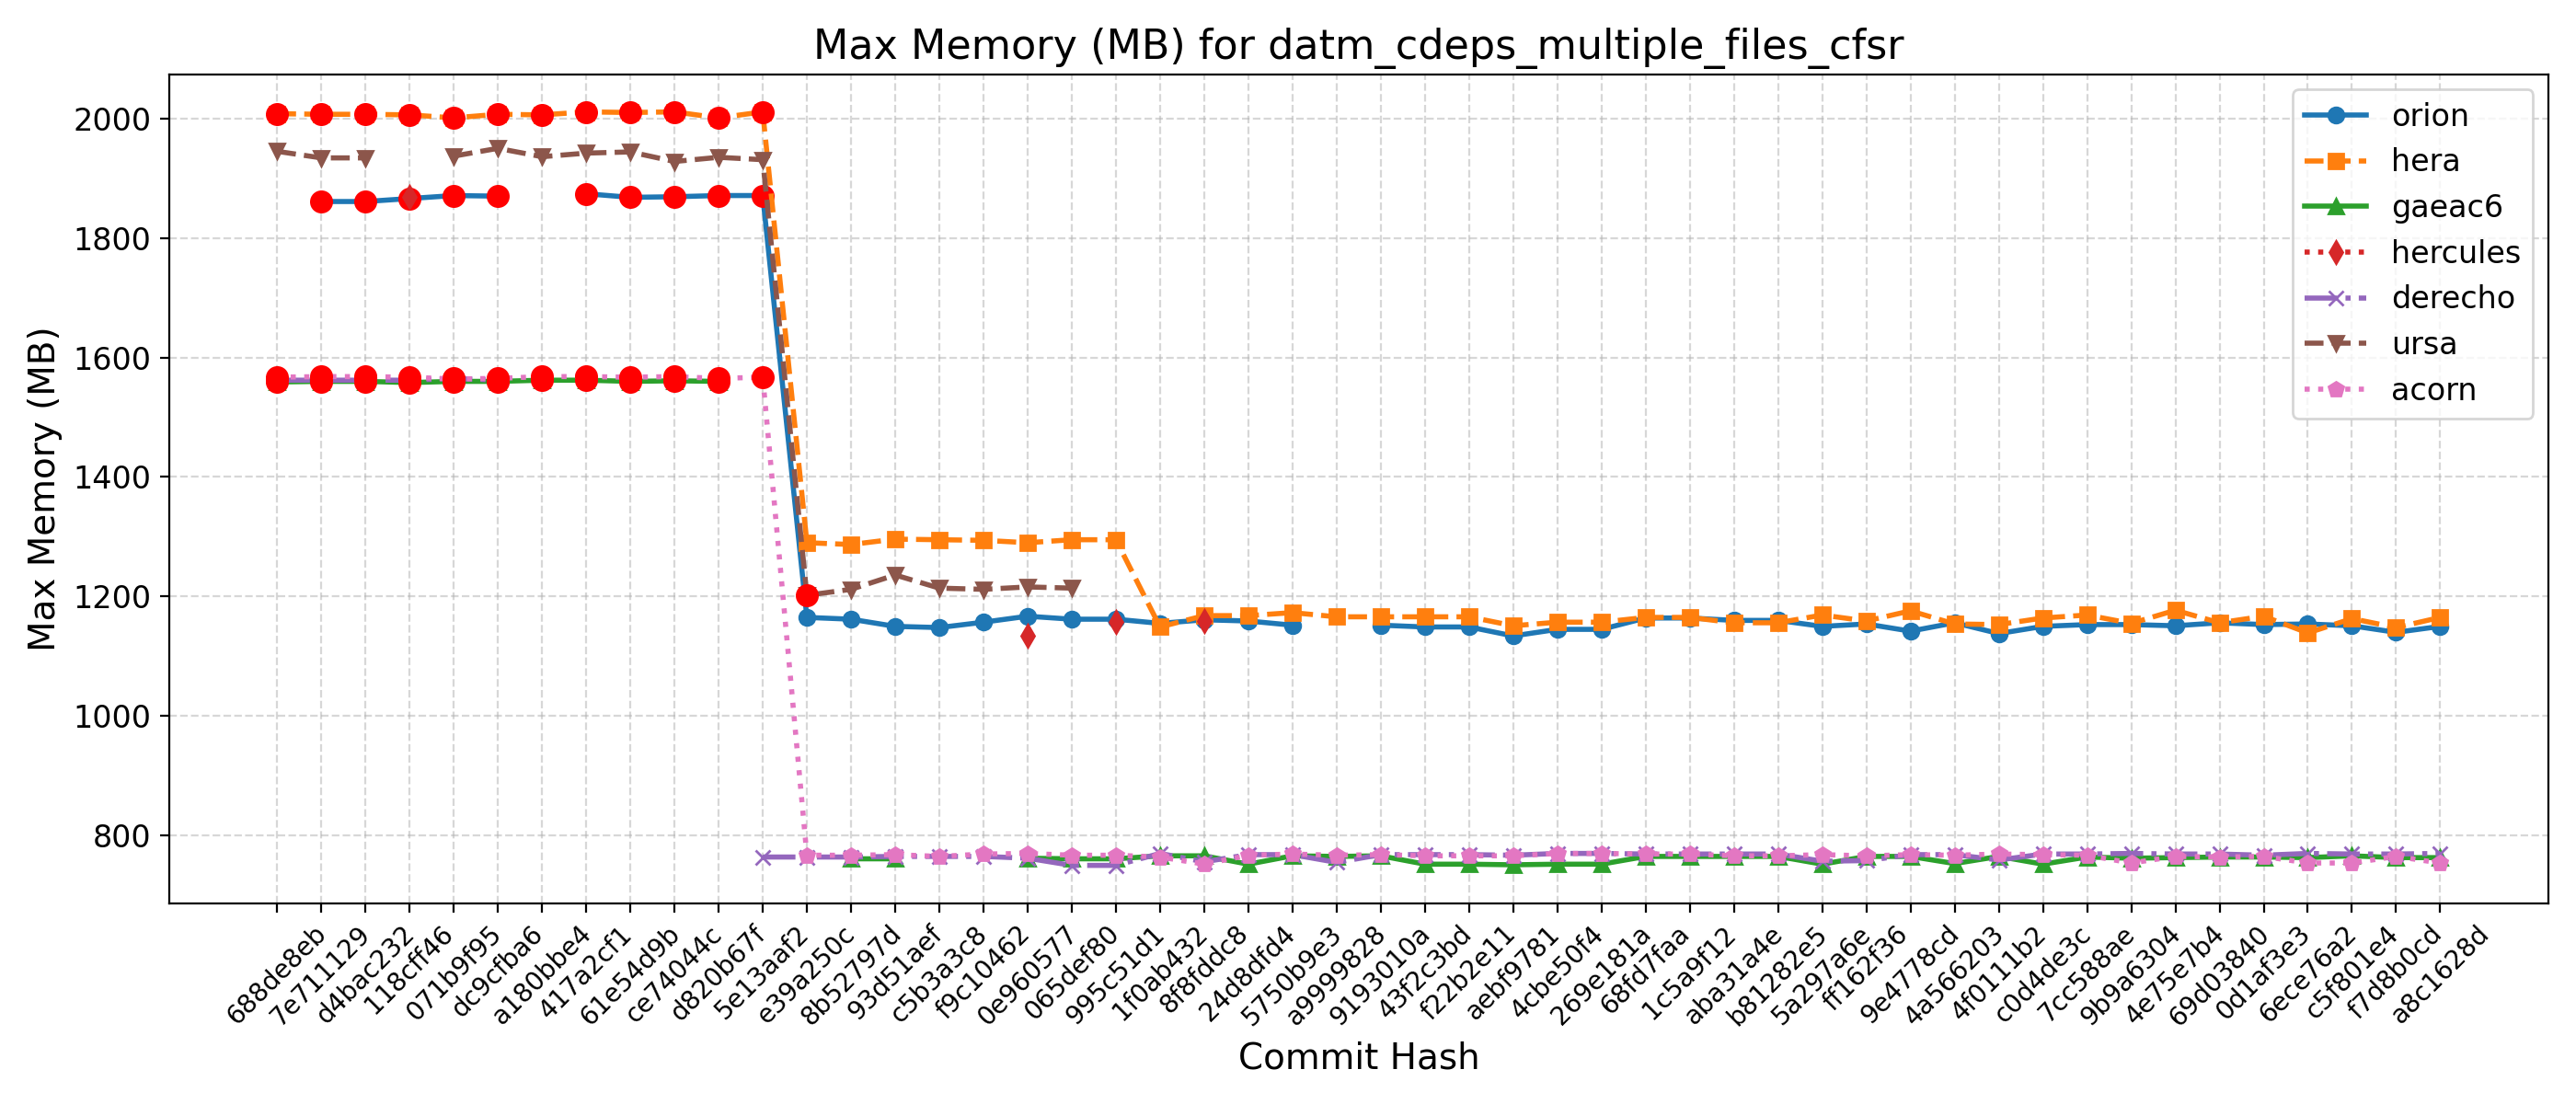 Max Memory (MB) for datm_cdeps_multiple_files_cfsr
Max Memory (MB)
2000
1800
1600
1400
1200
1000
800
orion
hera
gaeac6
hercules
derecho
ursa
acorn
688de8eb
7e711129
d4bac232
118cff46
071b9f95
dc9cfba6
a180bbe4
417a2cf1
61e54d9b
ce74044c
d820b67f
5e13aaf2
e39a250c
8b52797d
93d51aef
c5b3a3c8
f9c10462
0e960577
065def80
995c51d1
1f0ab432
8f8fddc8
24d8dfd4
5750b9e3
a9999828
9193010a
43f2c3bd
f22b2e11
aebf9781
4cbe50f4
269e181a
68fd7faa
1c5a9f12
aba31a4e
b81282e5
5a297a6e
ff162f36
9e4778cd
4a566203
4f0111b2
c0d4de3c
7cc588ae
9b9a6304
4e75e7b4
69d03840
0d1af3e3
6ece76a2
c5f801e4
f7d8b0cd
a8c1628d
Commit Hash